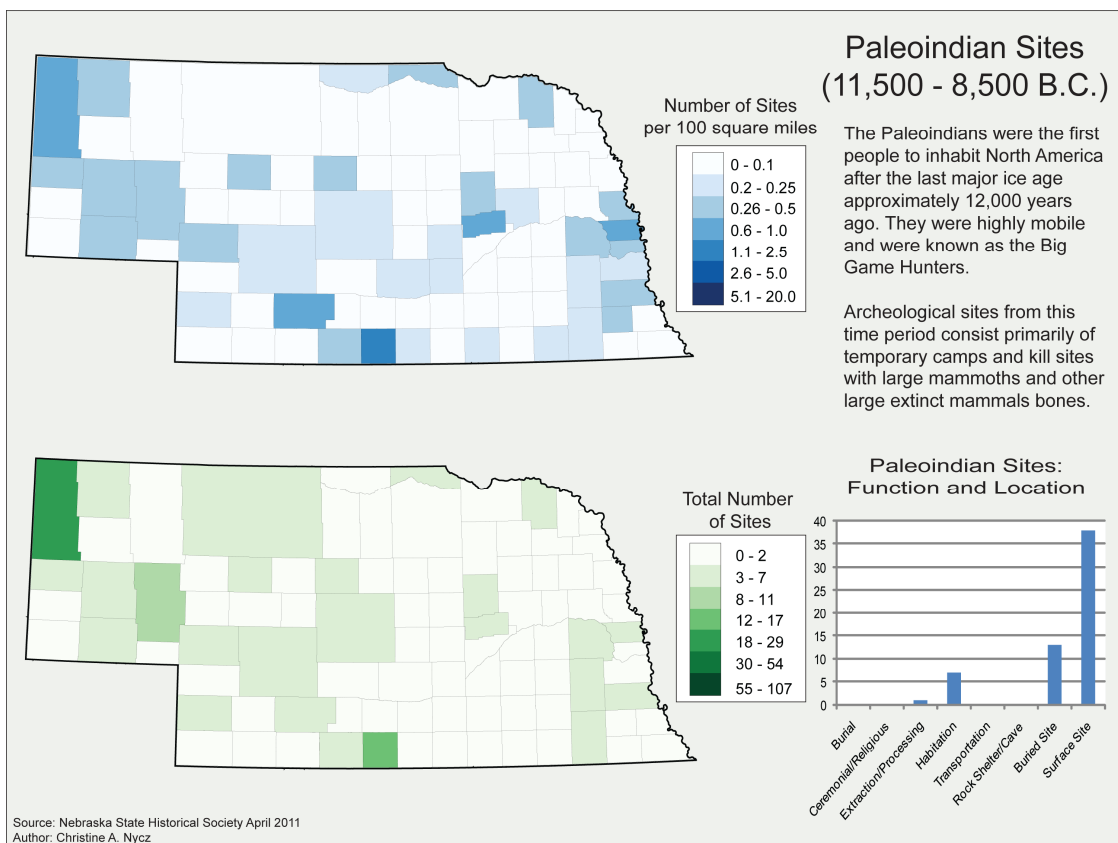 Paleoindian Sites
(11,500 - 8,500 B.C.)
Number of Sites
per 100 square miles
0 - 0.1
0.2 - 0.25
0.26 - 0.5
0.6 - 1.0
1.1 - 2.5
2.6 - 5.0
5.1 - 20.0
The Paleoindians were the first
people to inhabit North America
after the last major ice age
approximately 12,000 years
ago. They were highly mobile
and were known as the Big
Game Hunters.
Archeological sites from this
time period consist primarily of
temporary camps and kill sites
with large mammoths and other
large extinct mammals bones.
Total Number
of Sites
0 - 2
3 - 7
8 - 11
12 - 17
18 - 29
30 - 54
55 - 107
Paleoindian Sites:
Function and Location
40
35
30
25
20
15
10
5
0
Burial
Ceremonial/Religious
Extraction/Processing
Habitation
Transportation
Rock Shelter/Cave
Buried Site
Surface Site
Source: Nebraska State Historical Society April 2011
Author: Christine A. Nycz